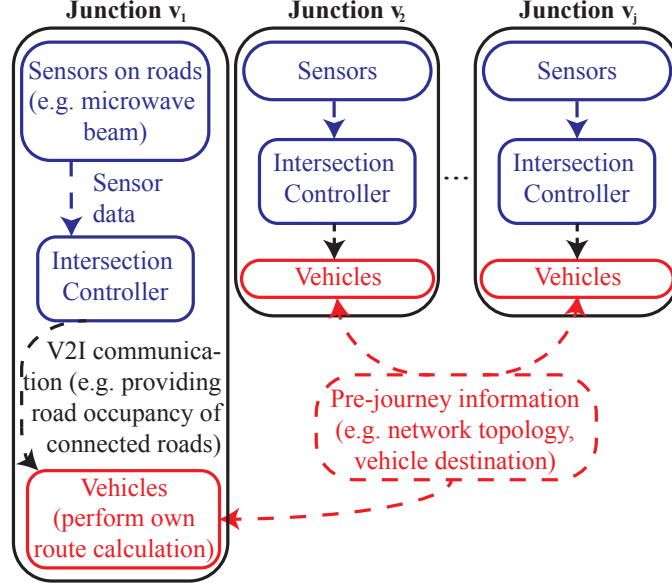 Junction v1
Sensors on roads
(e.g. microwave
beam)
Sensor
data
Intersection
Controller
V2I communica-
tion (e.g. providing
road occupancy of
connected roads)
Vehicles
(perform own
route calculation)
Junction v2
Sensors
Intersection
Controller
Vehicles
...
Junction vj
Sensors
Intersection
Controller
Vehicles
Pre-journey information
(e.g. network topology,
vehicle destination)